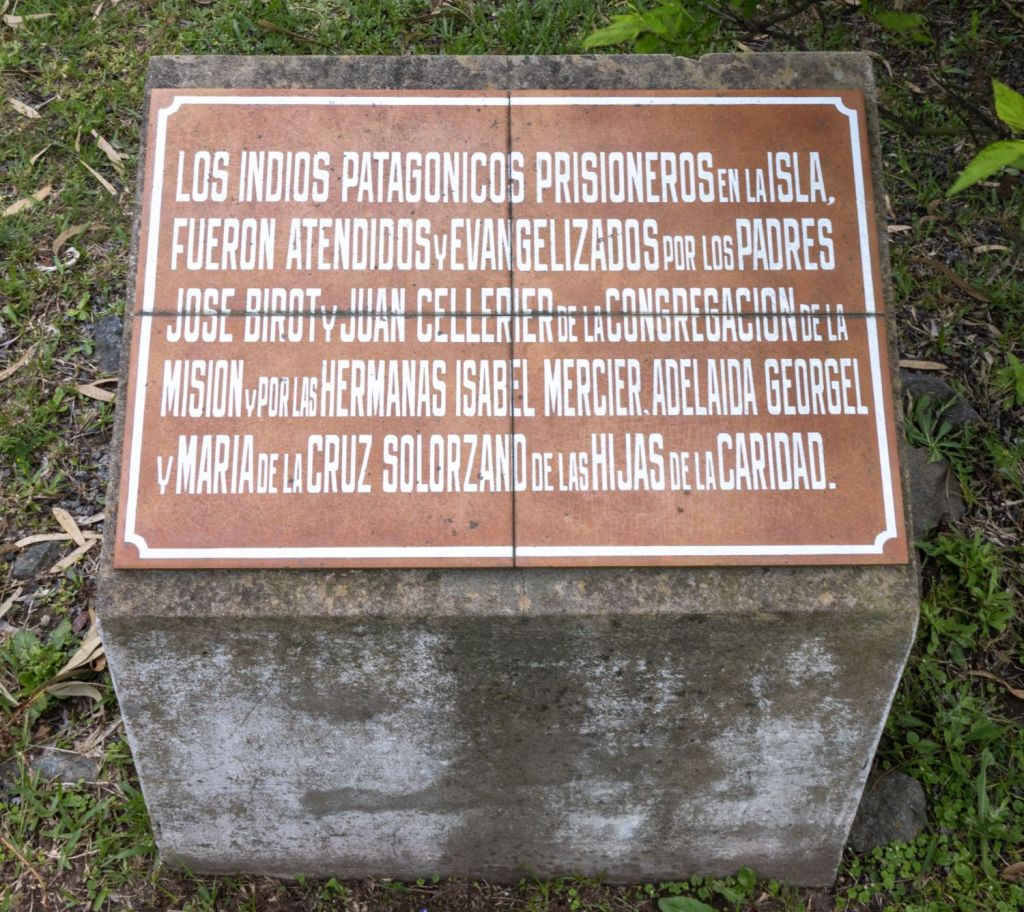 LOS INDIOS PATAGONICOS PRISIONEROS EN LA ISLA,
FUERON ATENDIDOS Y EVANGELIZADOS POR LOS PADRES
JOSE BIROT Y JUAN CELLERIER DE LA CONGREGACION DE LA
MISION Y POR LAS HERMANAS ISABEL MERCIER, ADELAIDA GEORGEL
Y MARIA DE LA CRUZ SOLORZANO DE LAS HIJAS DE LA CARIDAD.